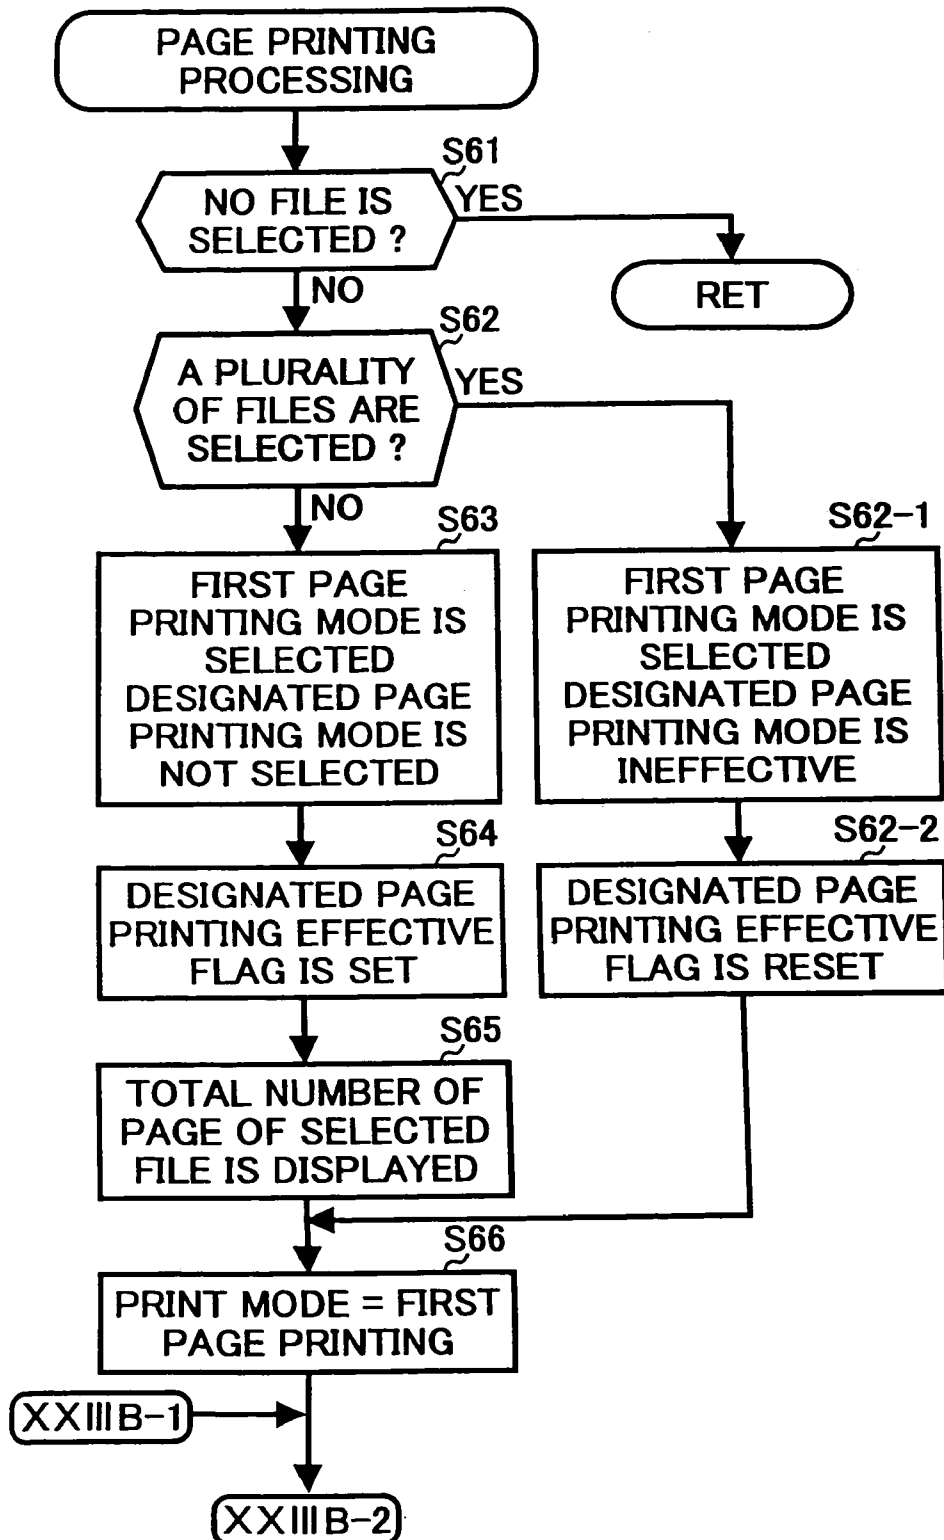 PAGE PRINTING
PROCESSING
S61
NO FILE IS
SELECTED ?
YES
NO
RET
S62
A PLURALITY
OF FILES ARE
SELECTED ?
YES
NO
S63
FIRST PAGE
PRINTING MODE IS
SELECTED
DESIGNATED PAGE
PRINTING MODE IS
NOT SELECTED
S62-1
FIRST PAGE
PRINTING MODE IS
SELECTED
DESIGNATED PAGE
PRINTING MODE IS
INEFFECTIVE
S64
DESIGNATED PAGE
PRINTING EFFECTIVE
FLAG IS SET
S62-2
DESIGNATED PAGE
PRINTING EFFECTIVE
FLAG IS RESET
S65
TOTAL NUMBER OF
PAGE OF SELECTED
FILE IS DISPLAYED
S66
PRINT MODE = FIRST
PAGE PRINTING
XXIIIB-1
XXIIIB-2